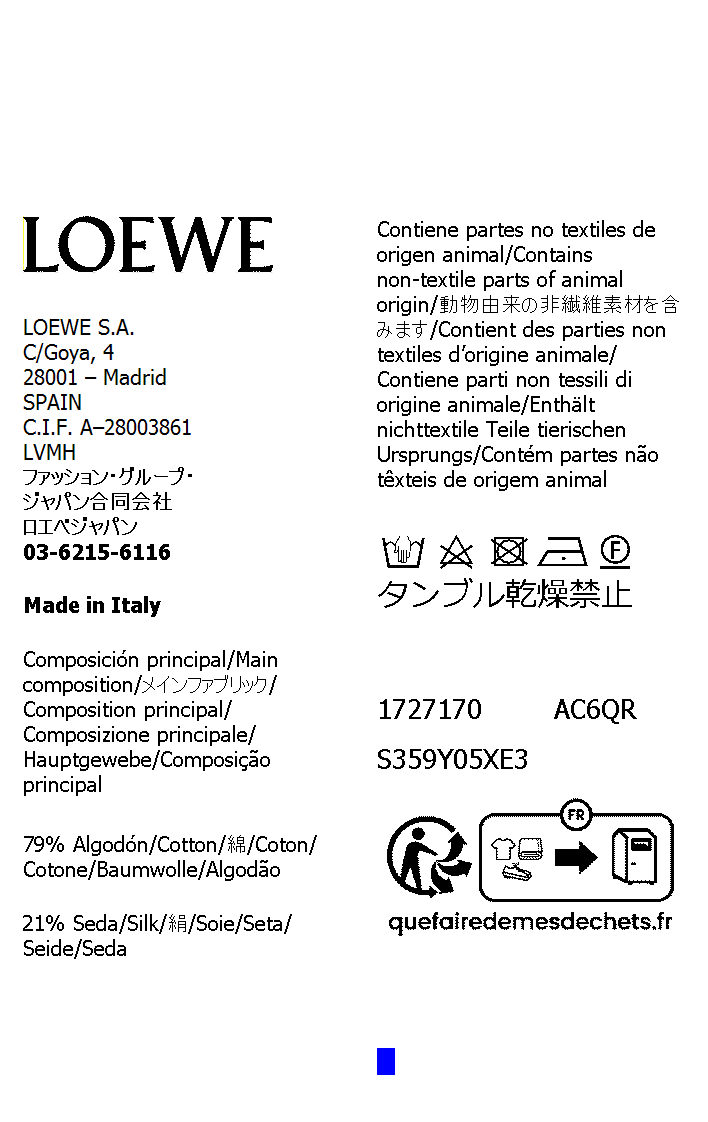 LOEWE
LOEWE S.A.
C/Goya, 4
28001 – Madrid
SPAIN
C.I.F. A–28003861
LVMH
ファッション・グループ・
ジャパン合同会社
ロエベジャパン
03-6215-6116
Made in Italy
Composición principal/Main
composition/メインファブリック/
Composition principal/
Composizione principale/
Hauptgewebe/Composição
principal
79% Algodón/Cotton/綿/Coton/
Cotone/Baumwolle/Algodão
21% Seda/Silk/絹/Soie/Seta/
Seide/Seda
Contiene partes no textiles de
origen animal/Contains
non-textile parts of animal
origin/動物由来の非繊維素材を含
みます/Contient des parties non
textiles d’origine animale/
Contiene parti non tessili di
origine animale/Enthält
nichttextile Teile tierischen
Ursprungs/Contém partes não
têxteis de origem animal
F
タンブル乾燥禁止
1727170 AC6QR
S359Y05XE3
FR
quefairedemesdechets.fr